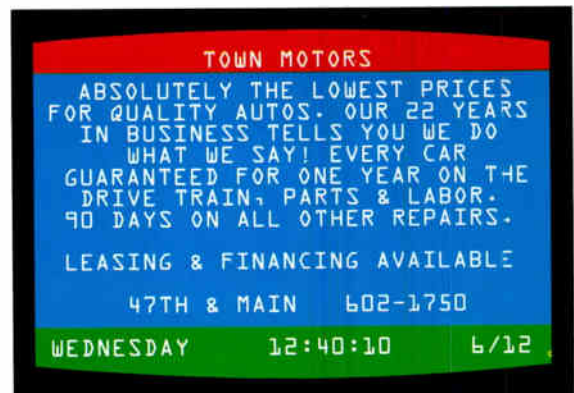 TOWN MOTORS
ABSOLUTELY THE LOWEST PRICES
FOR QUALITY AUTOS. OUR 22 YEARS
IN BUSINESS TELLS YOU WE DO
WHAT WE SAY! EVERY CAR
GUARANTEED FOR ONE YEAR ON THE
DRIVE TRAIN, PARTS & LABOR.
90 DAYS ON ALL OTHER REPAIRS.
LEASING & FINANCING AVAILABLE
47TH & MAIN 602-1750
WEDNESDAY 12:40:10 6/12